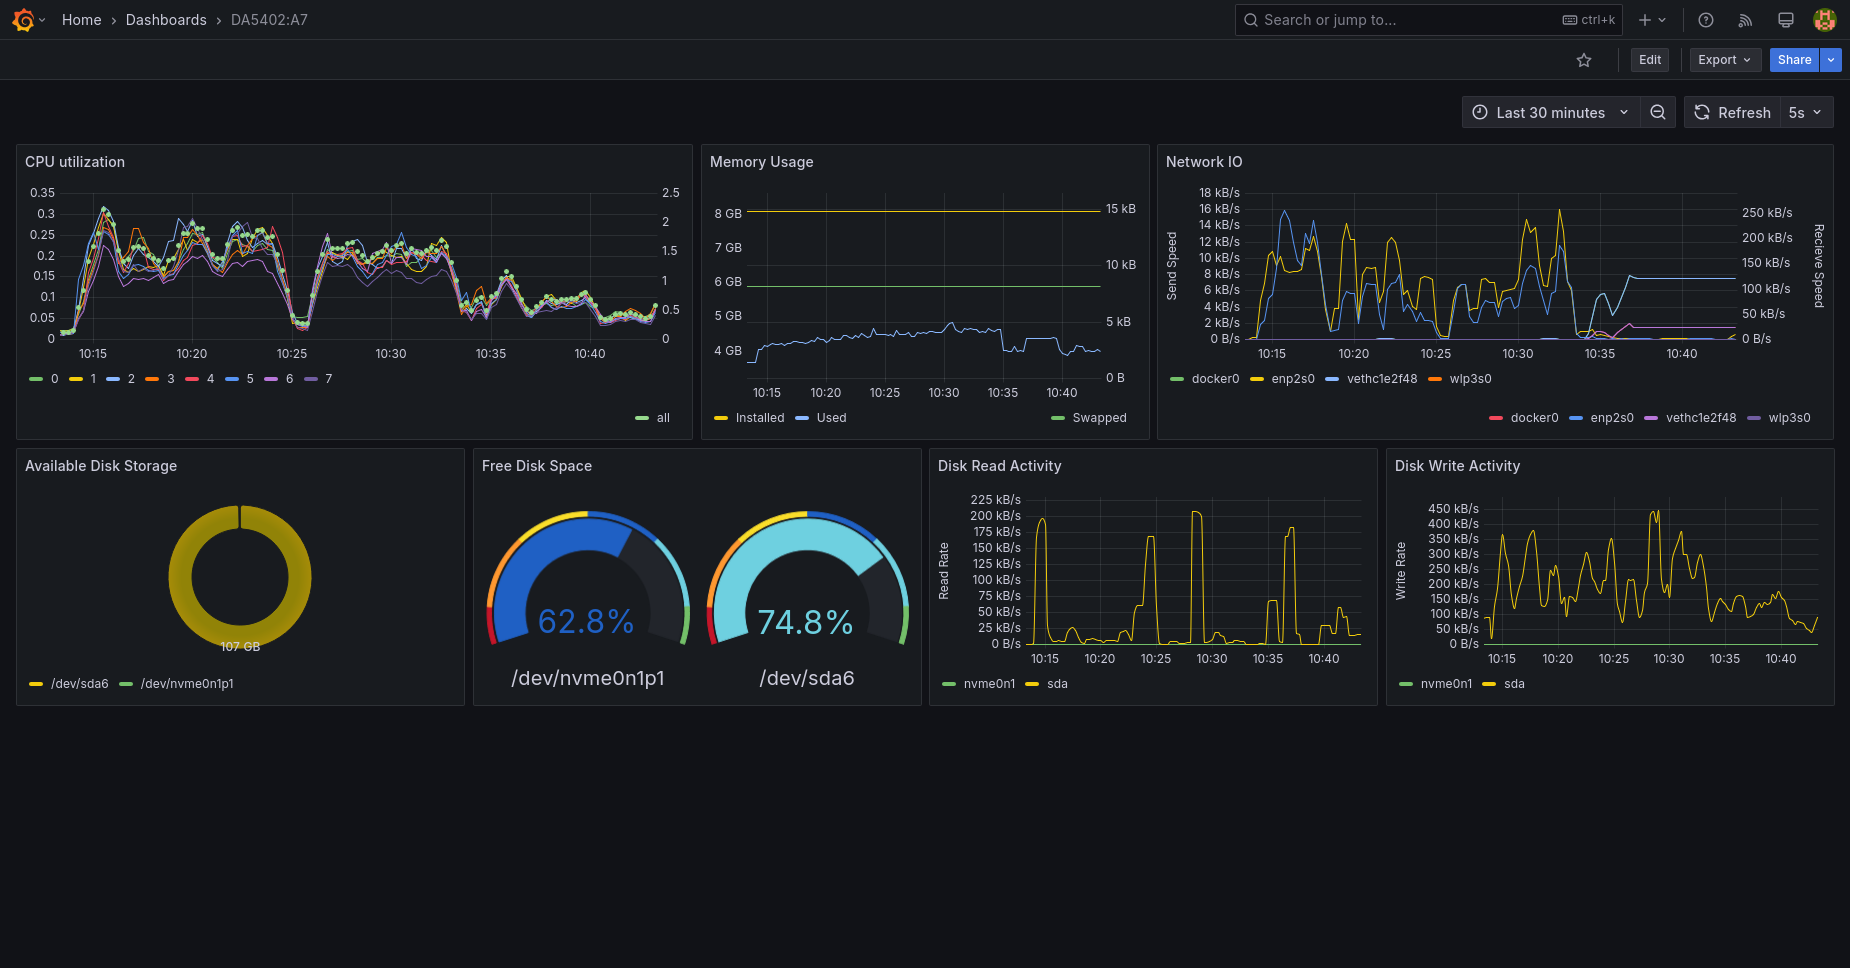 Home › Dashboards › DA5402:A7
Search or jump to... ctrl+k
Edit Export Share
Last 30 minutes Refresh 5s
CPU utilization
0.35
0.3
0.25
0.2
0.15
0.1
0.05
0
2.5
2
1.5
1
0.5
0
10:15 10:20 10:25 10:30 10:35 10:40
0 1 2 3 4 5 6 7
all
Memory Usage
8 GB
7 GB
6 GB
5 GB
4 GB
15 kB
10 kB
5 kB
0 B
10:15 10:20 10:25 10:30 10:35 10:40
Installed Used Swapped
Network IO
Send Speed
18 kB/s
16 kB/s
14 kB/s
12 kB/s
10 kB/s
8 kB/s
6 kB/s
4 kB/s
2 kB/s
0 B/s
250 kB/s
200 kB/s
150 kB/s
100 kB/s
50 kB/s
0 B/s
Recieve Speed
10:15 10:20 10:25 10:30 10:35 10:40
docker0 enp2s0 vethc1e2f48 wlp3s0
docker0 enp2s0 vethc1e2f48 wlp3s0
Available Disk Storage
107 GB
/dev/sda6 /dev/nvme0n1p1
Free Disk Space
62.8% 74.8%
/dev/nvme0n1p1 /dev/sda6
Disk Read Activity
Read Rate
225 kB/s
200 kB/s
175 kB/s
150 kB/s
125 kB/s
100 kB/s
75 kB/s
50 kB/s
25 kB/s
0 B/s
10:15 10:20 10:25 10:30 10:35 10:40
nvme0n1 sda
Disk Write Activity
Write Rate
450 kB/s
400 kB/s
350 kB/s
300 kB/s
250 kB/s
200 kB/s
150 kB/s
100 kB/s
50 kB/s
0 B/s
10:15 10:20 10:25 10:30 10:35 10:40
nvme0n1 sda